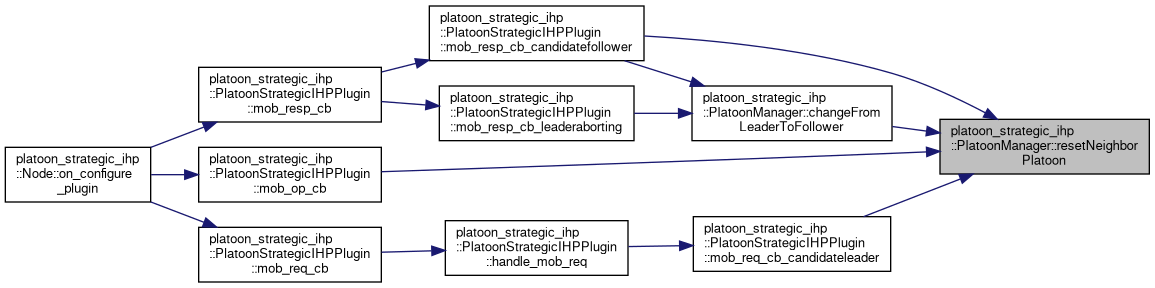 platoon_strategic_ihp
::PlatoonStrategicIHPPlugin
::mob_resp_cb_candidatefollower
platoon_strategic_ihp
::PlatoonStrategicIHPPlugin
::mob_resp_cb
platoon_strategic_ihp
::PlatoonStrategicIHPPlugin
::mob_resp_cb_leaderaborting
platoon_strategic_ihp
::PlatoonManager::changeFrom
LeaderToFollower
platoon_strategic_ihp
::PlatoonManager::resetNeighbor
Platoon
platoon_strategic_ihp
::Node::on_configure
_plugin
platoon_strategic_ihp
::PlatoonStrategicIHPPlugin
::mob_op_cb
platoon_strategic_ihp
::PlatoonStrategicIHPPlugin
::mob_req_cb
platoon_strategic_ihp
::PlatoonStrategicIHPPlugin
::handle_mob_req
platoon_strategic_ihp
::PlatoonStrategicIHPPlugin
::mob_req_cb_candidateleader